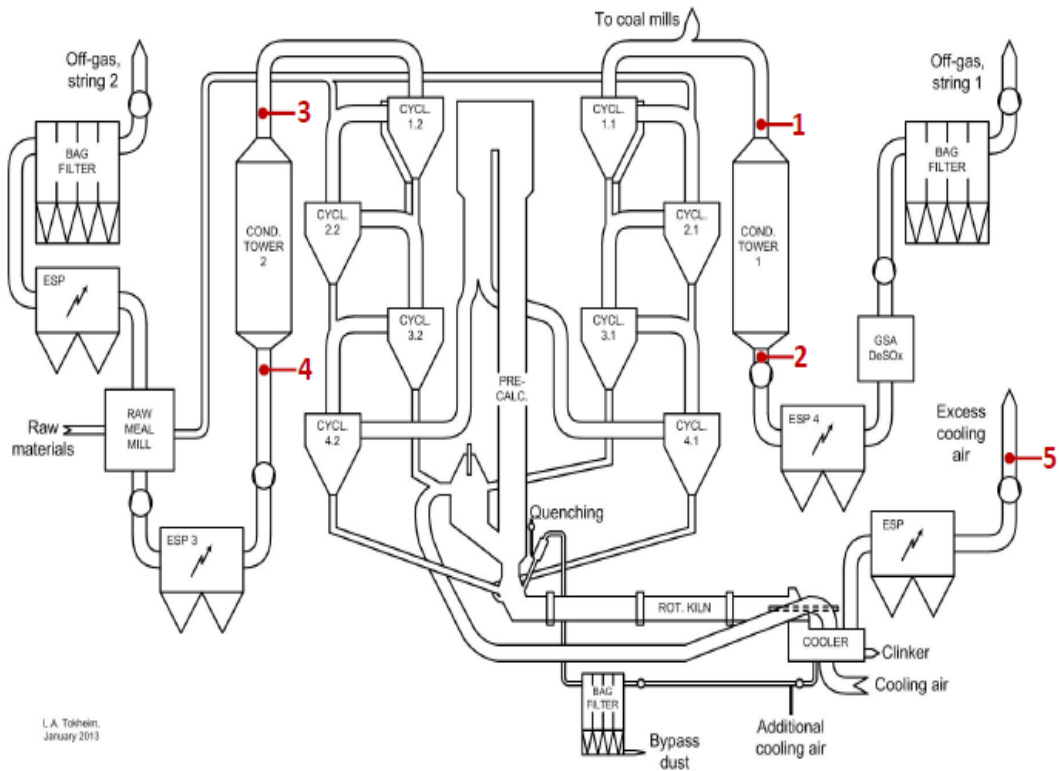 To coal mills
Off-gas,
string 2
Off-gas,
string 1
3
1
CYCL.
1.2
CYCL.
1.1
BAG
FILTER
BAG
FILTER
COND.
TOWER
2
CYCL.
2.2
CYCL.
2.1
COND.
TOWER
1
ESP
CYCL.
3.2
CYCL.
3.1
2
GSA
DeSOx
4
PRE-
CALC.
RAW
MEAL
MILL
Raw
materials
CYCL.
4.2
CYCL.
4.1
ESP 4
Excess
cooling
air
5
Quenching
ESP 3
ESP
ROT. KILN
COOLER
Clinker
Cooling air
BAG
FILTER
Additional
cooling air
Bypass
dust
L.A. Tokheim,
January 2013